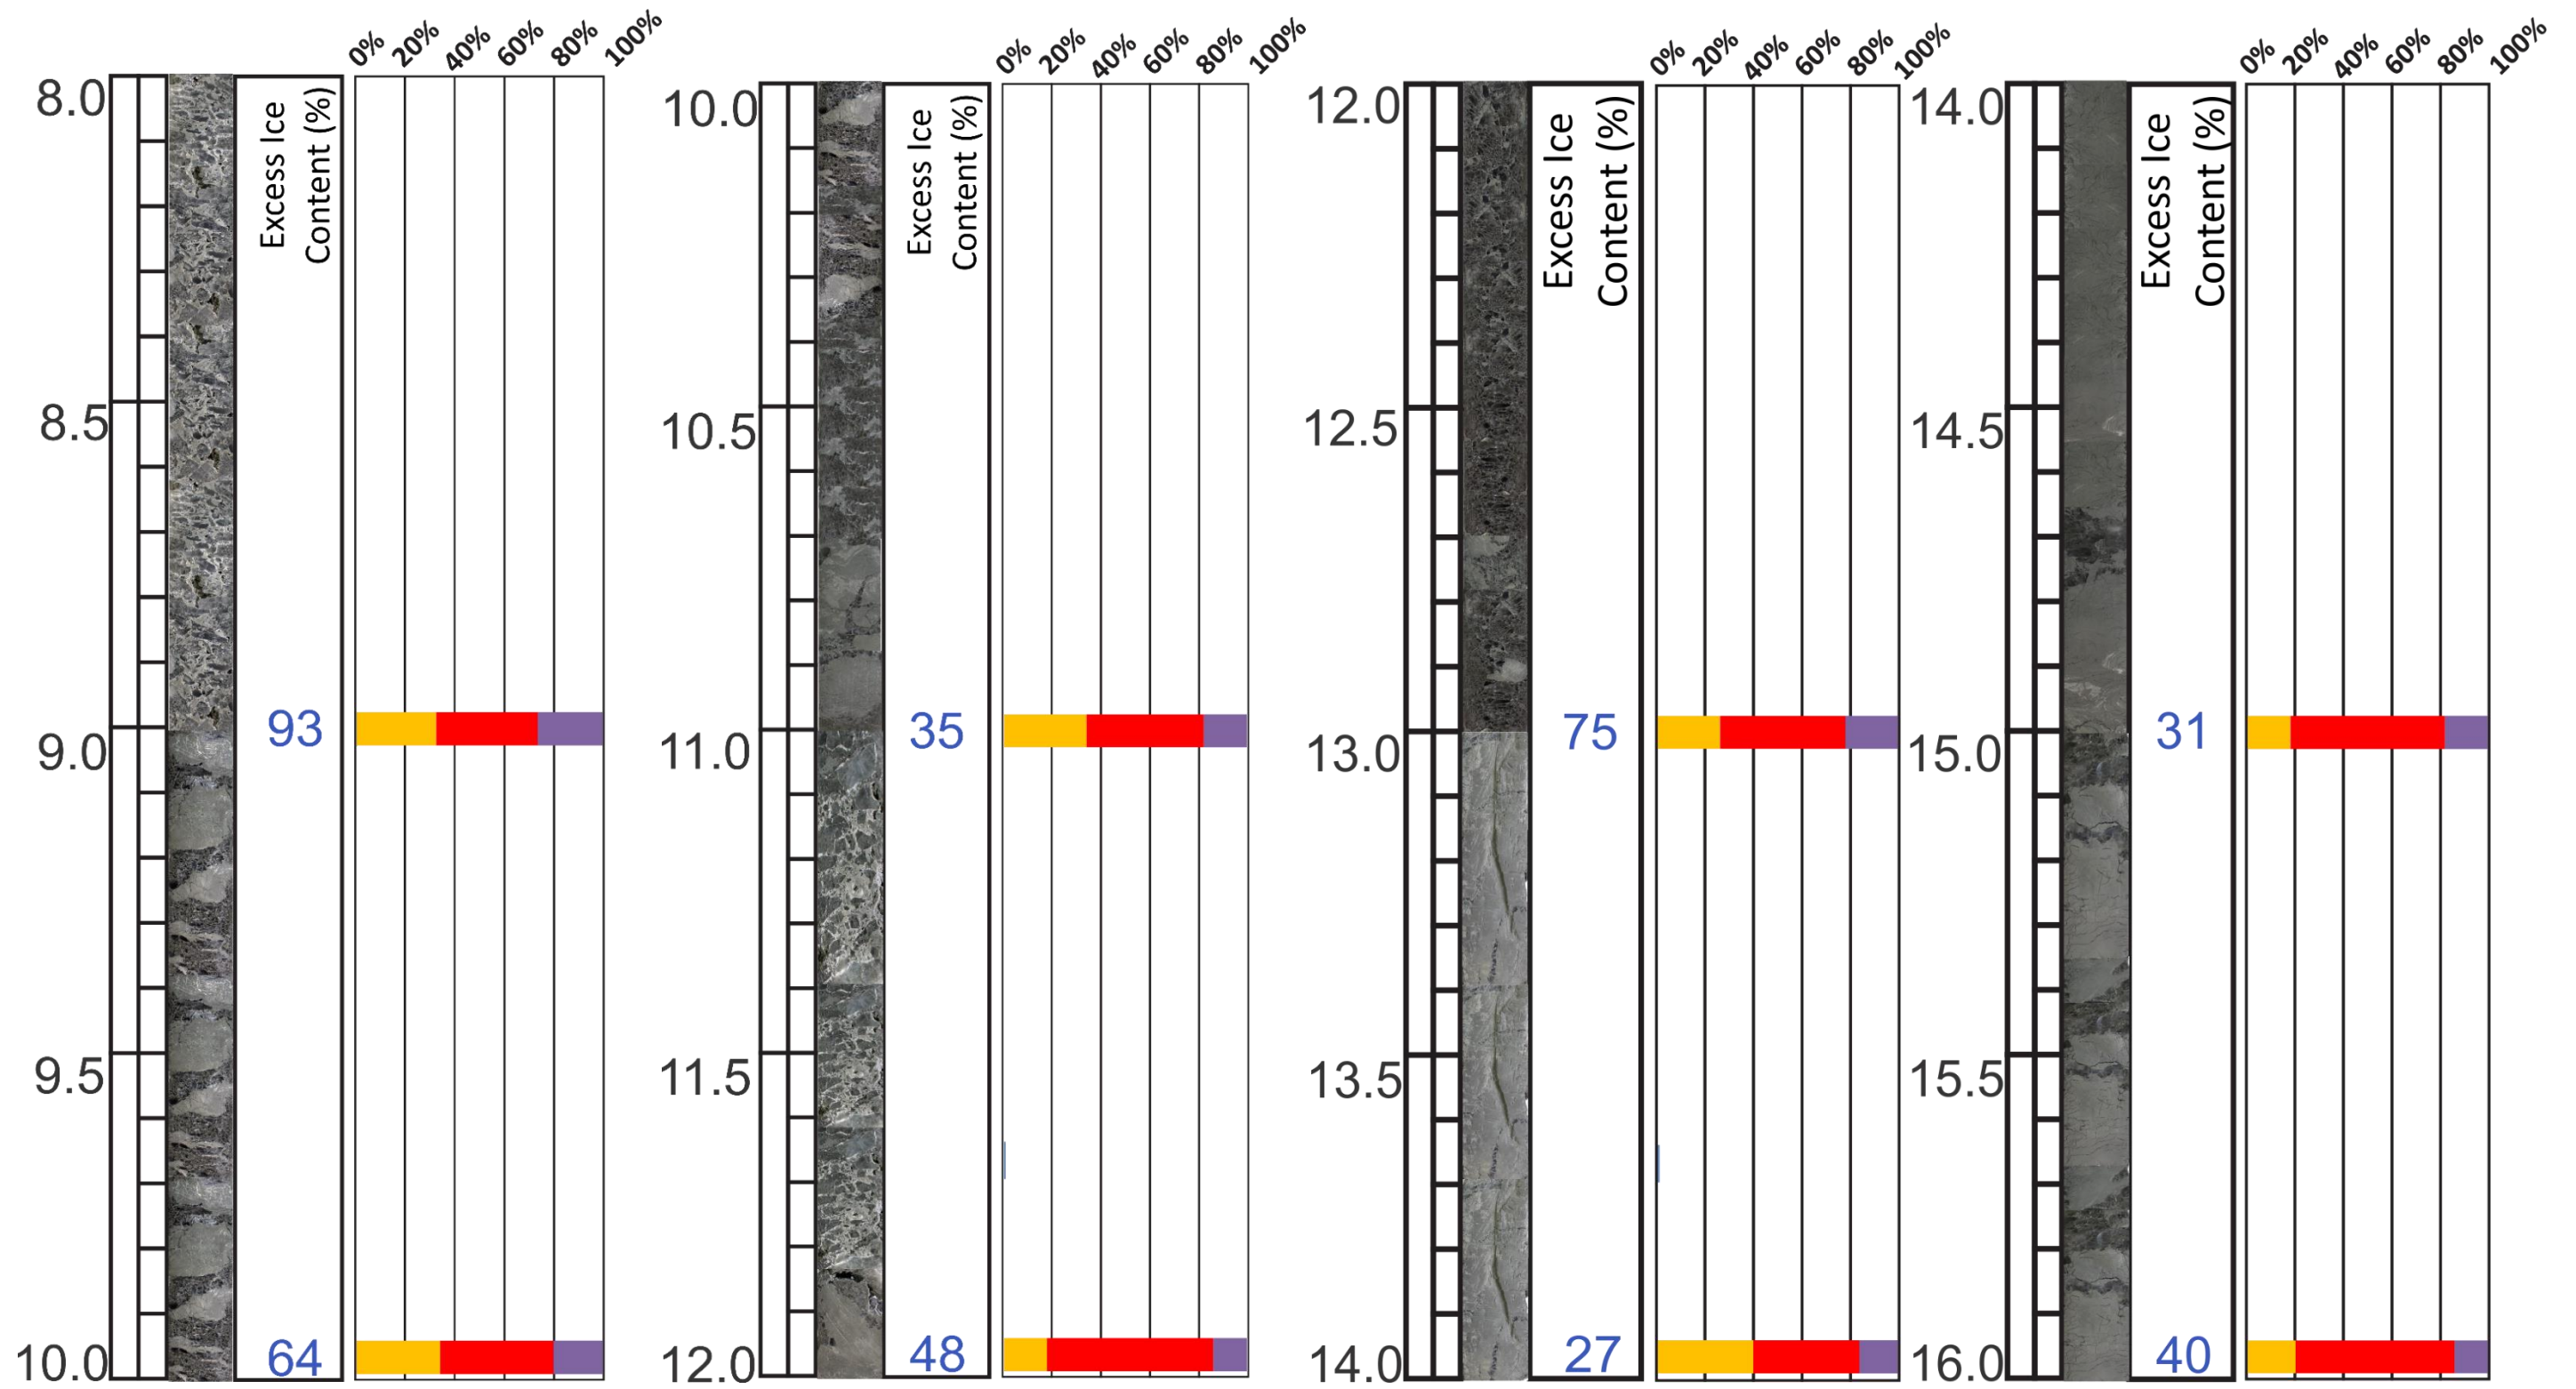 0% 20% 40% 60% 80% 100%
8.0
8.5
9.0
9.5
10.0
Excess Ice
Content (%)
93
64
0% 20% 40% 60% 80% 100%
10.0
10.5
11.0
11.5
12.0
Excess Ice
Content (%)
35
48
0% 20% 40% 60% 80% 100%
12.0
12.5
13.0
13.5
14.0
Excess Ice
Content (%)
75
27
0% 20% 40% 60% 80% 100%
14.0
14.5
15.0
15.5
16.0
Excess Ice
Content (%)
31
40